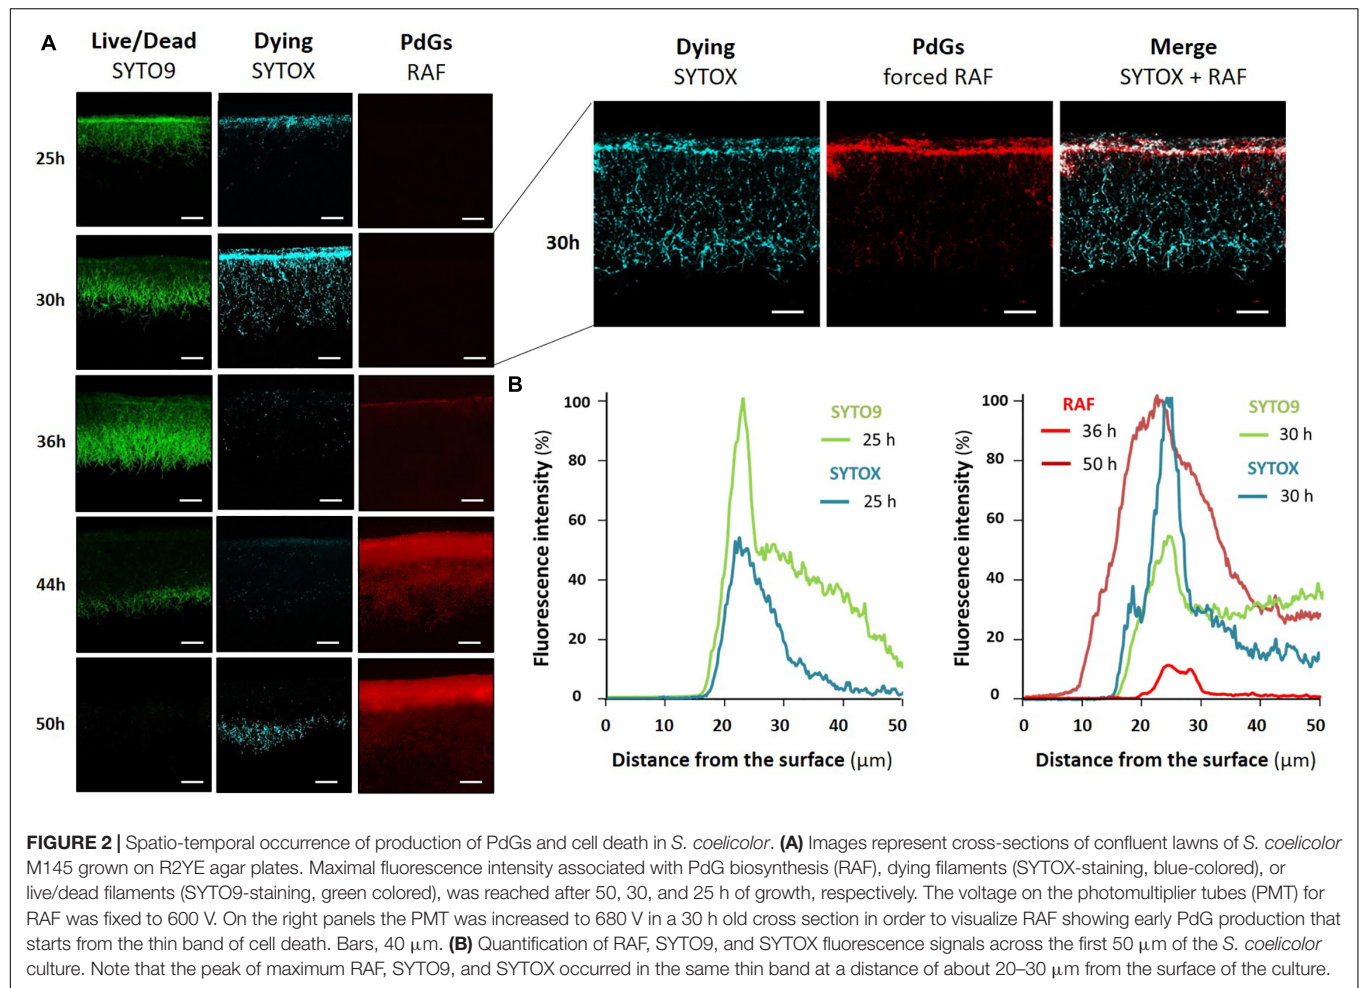 A
Live/Dead
SYTO9
Dying
SYTOX
PdGs
RAF
25h
30h
36h
44h
50h
Dying
SYTOX
PdGs
forced RAF
Merge
SYTOX + RAF
30h
B
Fluorescence intensity (%)
100
80
60
40
20
0
0 10 20 30 40 50
Distance from the surface (μm)
SYTO9
25 h
SYTOX
25 h
Fluorescence intensity (%)
100
80
60
40
20
0
0 10 20 30 40 50
Distance from the surface (μm)
RAF
36 h
50 h
SYTO9
30 h
SYTOX
30 h
FIGURE 2 | Spatio-temporal occurrence of production of PdGs and cell death in S. coelicolor. (A) Images represent cross-sections of confluent lawns of S. coelicolor
M145 grown on R2YE agar plates. Maximal fluorescence intensity associated with PdG biosynthesis (RAF), dying filaments (SYTOX-staining, blue-colored), or
live/dead filaments (SYTO9-staining, green colored), was reached after 50, 30, and 25 h of growth, respectively. The voltage on the photomultiplier tubes (PMT) for
RAF was fixed to 600 V. On the right panels the PMT was increased to 680 V in a 30 h old cross section in order to visualize RAF showing early PdG production that
starts from the thin band of cell death. Bars, 40 μm. (B) Quantification of RAF, SYTO9, and SYTOX fluorescence signals across the first 50 μm of the S. coelicolor
culture. Note that the peak of maximum RAF, SYTO9, and SYTOX occurred in the same thin band at a distance of about 20–30 μm from the surface of the culture.